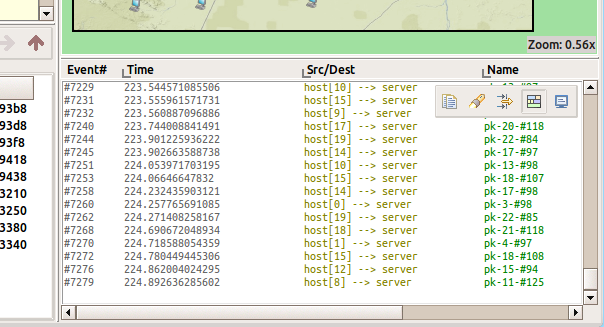 Zoom: 0.56x
Event# Time Src/Dest Name
#7229 223.544571085506 host[10] --> server
#7231 223.555961571731 host[15] --> server
#7232 223.560887096886 host[9] --> server
#7240 223.744008841491 host[17] --> server pk-20-#118
#7244 223.901225936222 host[19] --> server pk-22-#84
#7245 223.902663588738 host[14] --> server pk-17-#97
#7251 224.053971703195 host[10] --> server pk-13-#98
#7253 224.06646647832 host[15] --> server pk-18-#107
#7258 224.232435903121 host[14] --> server pk-17-#98
#7260 224.257765691085 host[0] --> server pk-3-#98
#7262 224.271408258167 host[19] --> server pk-22-#85
#7268 224.690672048934 host[18] --> server pk-21-#118
#7270 224.718588054359 host[1] --> server pk-4-#97
#7272 224.780449445306 host[15] --> server pk-18-#108
#7276 224.862004024295 host[12] --> server pk-15-#94
#7279 224.892636285602 host[8] --> server pk-11-#125
93b8
93d8
93f8
9418
9438
3210
3250
3380
3340